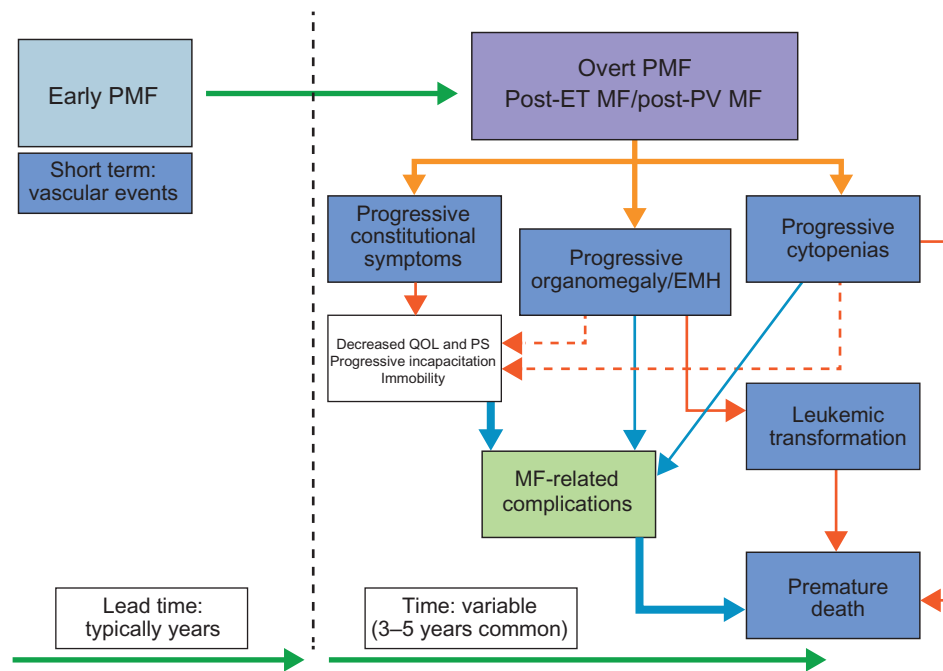 Early PMF
Short term:
vascular events
Overt PMF
Post-ET MF/post-PV MF
Progressive
constitutional
symptoms
Progressive
organomegaly/EMH
Progressive
cytopenias
Decreased QOL and PS
Progressive incapacitation
Immobility
Leukemic
transformation
MF-related
complications
Premature
death
Lead time:
typically years
Time: variable
(3–5 years common)